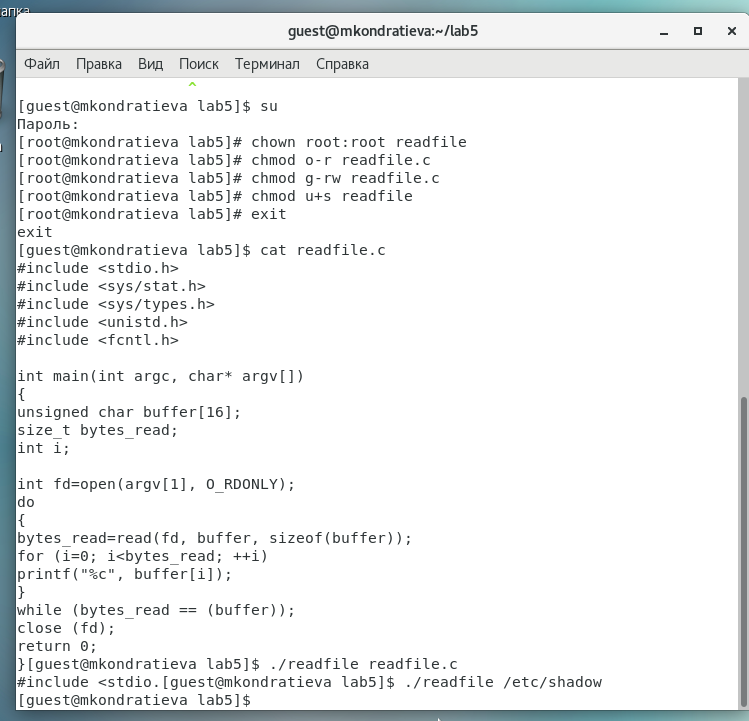 апка
guest@mkondratieva:~/lab5
Файл Правка Вид Поиск Терминал Справка
^
[guest@mkondratieva lab5]$ su
Пароль:
[root@mkondratieva lab5]# chown root:root readfile
[root@mkondratieva lab5]# chmod o-r readfile.c
[root@mkondratieva lab5]# chmod g-rw readfile.c
[root@mkondratieva lab5]# chmod u+s readfile
[root@mkondratieva lab5]# exit
exit
[guest@mkondratieva lab5]$ cat readfile.c
#include <stdio.h>
#include <sys/stat.h>
#include <sys/types.h>
#include <unistd.h>
#include <fcntl.h>

int main(int argc, char* argv[])
{
unsigned char buffer[16];
size_t bytes_read;
int i;

int fd=open(argv[1], O_RDONLY);
do
{
bytes_read=read(fd, buffer, sizeof(buffer));
for (i=0; i<bytes_read; ++i)
printf("%c", buffer[i]);
}
while (bytes_read == (buffer));
close (fd);
return 0;
}[guest@mkondratieva lab5]$ ./readfile readfile.c
#include <stdio.[guest@mkondratieva lab5]$ ./readfile /etc/shadow
[guest@mkondratieva lab5]$